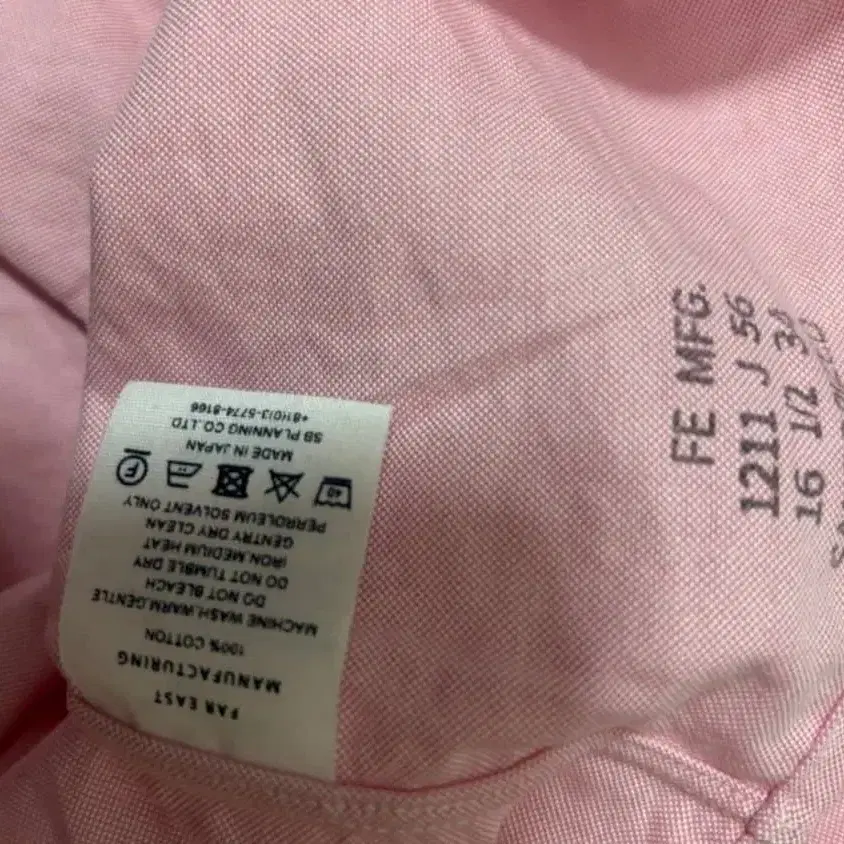 FAR EAST
MANUFACTURING
100% COTTON
MACHINE WASH.WARM.GENTLE
DO NOT BLEACH
DO NOT TUMBLE DRY
IRON.MEDIUM HEAT
GENTRY DRY CLEAN
PERROLEUM SOLVENT ONLY
40 F
MADE IN JAPAN
SB PLANNING CO.,LTD
+81(0)3-5774-8166
FE MFG.
1211 J 56
16 1/2